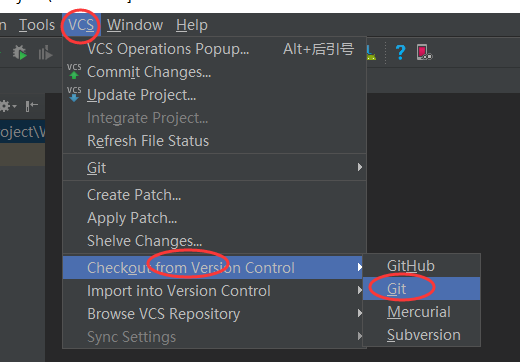 Tools VCS Window Help
VCS Operations Popup... Alt+后引号
VCS Commit Changes...
VCS Update Project...
Integrate Project...
Refresh File Status
Git
Create Patch...
Apply Patch...
Shelve Changes...
Checkout from Version Control
Import into Version Control
Browse VCS Repository
Sync Settings
GitHub
Git
Mercurial
Subversion
oject\